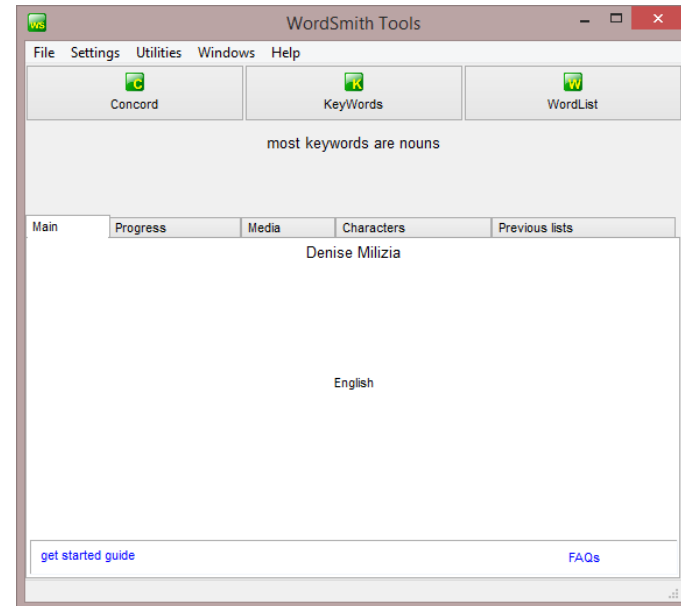 WS WordSmith Tools
File Settings Utilities Windows Help
C K W
Concord KeyWords WordList
most keywords are nouns
Main Progress Media Characters Previous lists
Denise Milizia
English
get started guide FAQs